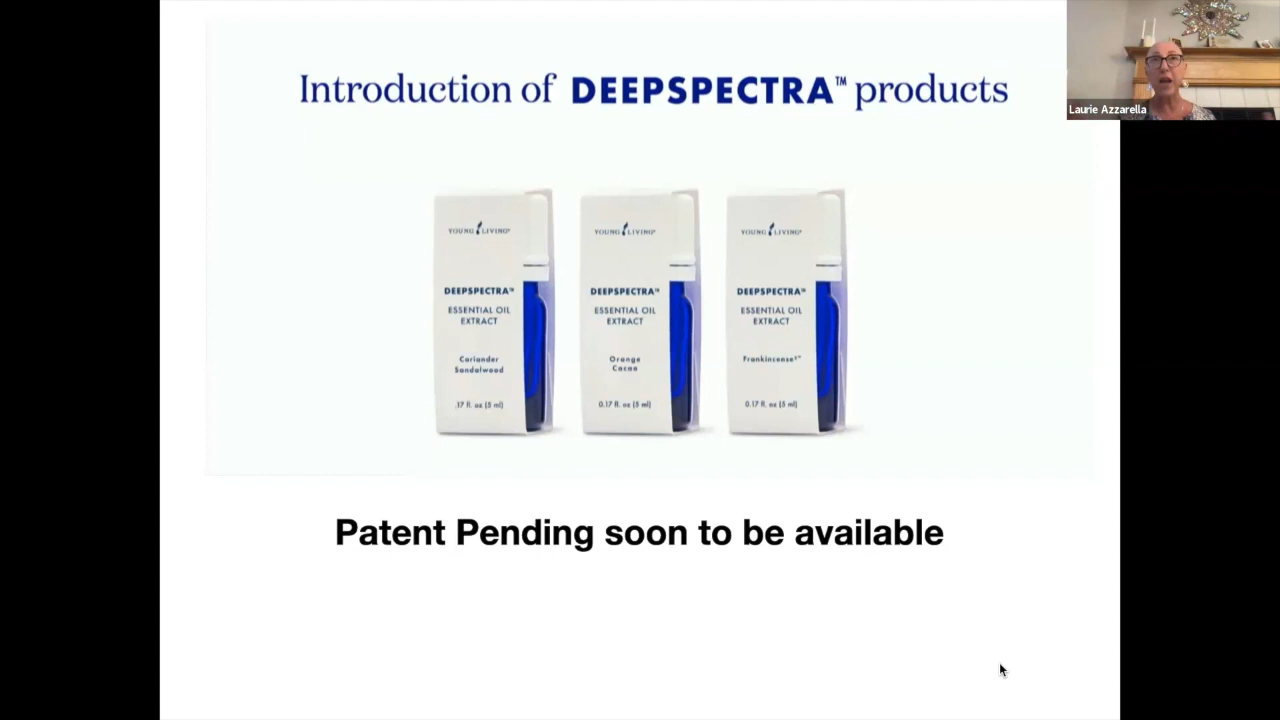 Introduction of DEEPSPECTRA™ products
Laurie Azzarella
YOUNG LIVING®
DEEPSPECTRA™
ESSENTIAL OIL
EXTRACT
Coriander
Sandalwood
.17 fl. oz (5 ml)
YOUNG LIVING®
DEEPSPECTRA™
ESSENTIAL OIL
EXTRACT
Orange
Cacao
0.17 fl. oz (5 ml)
YOUNG LIVING®
DEEPSPECTRA™
ESSENTIAL OIL
EXTRACT
Frankincense²™
0.17 fl. oz (5 ml)
Patent Pending soon to be available